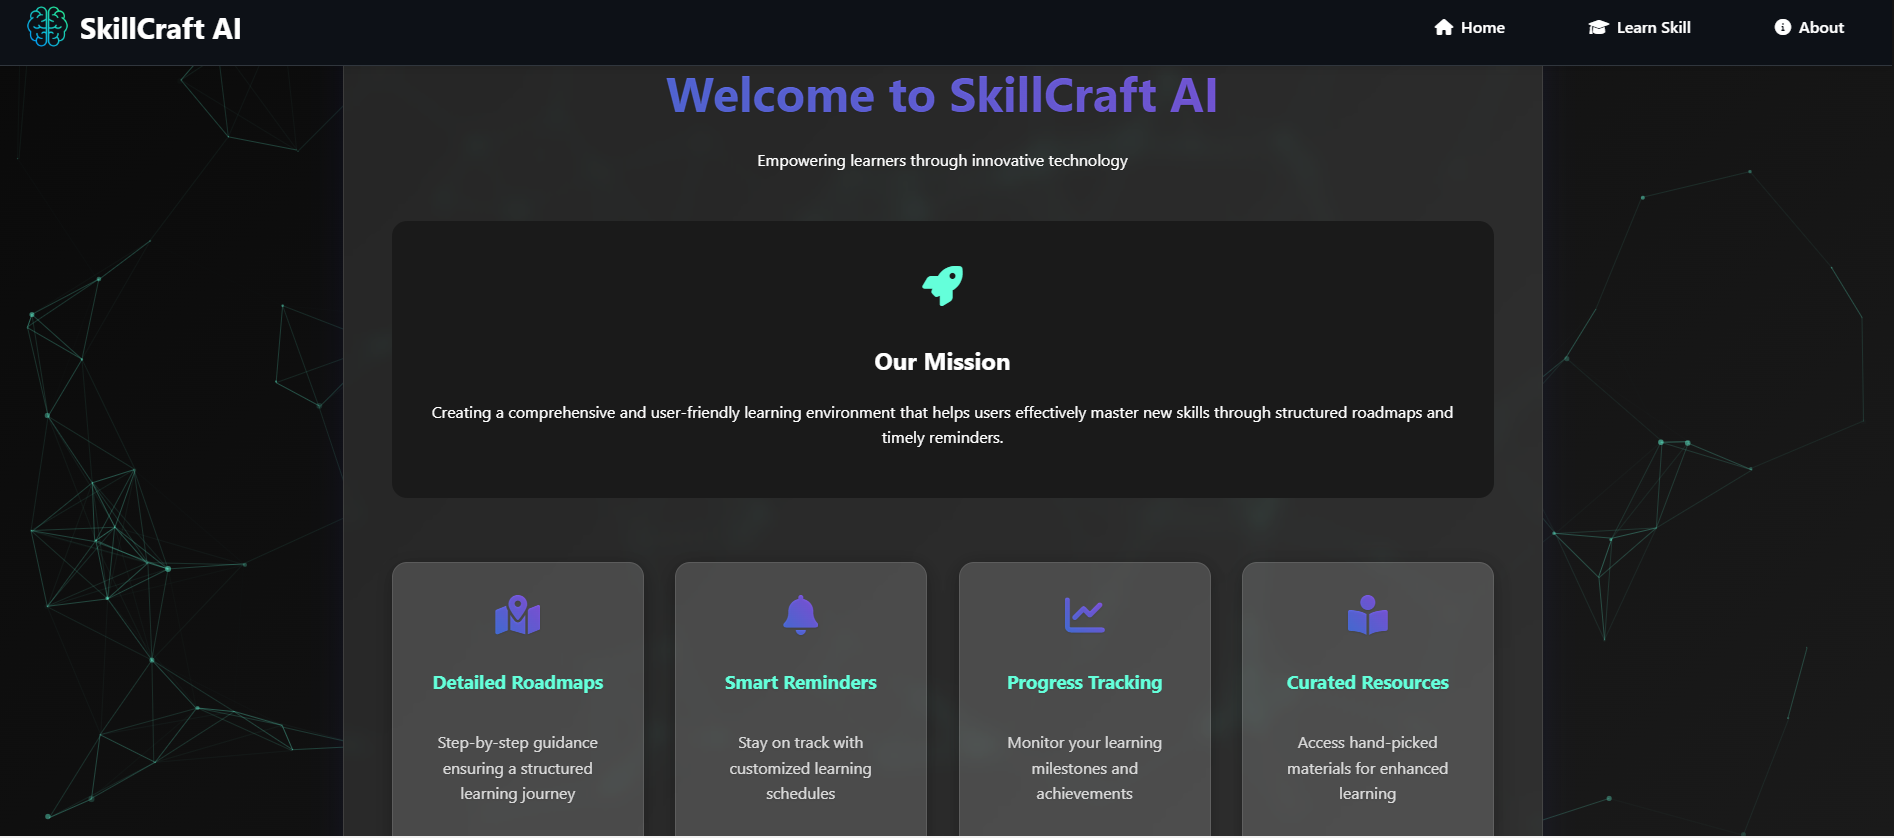 SkillCraft AI
Home
Learn Skill
About
Welcome to SkillCraft AI
Empowering learners through innovative technology
Our Mission
Creating a comprehensive and user-friendly learning environment that helps users effectively master new skills through structured roadmaps and
timely reminders.
Detailed Roadmaps
Step-by-step guidance
ensuring a structured
learning journey
Smart Reminders
Stay on track with
customized learning
schedules
Progress Tracking
Monitor your learning
milestones and
achievements
Curated Resources
Access hand-picked
materials for enhanced
learning